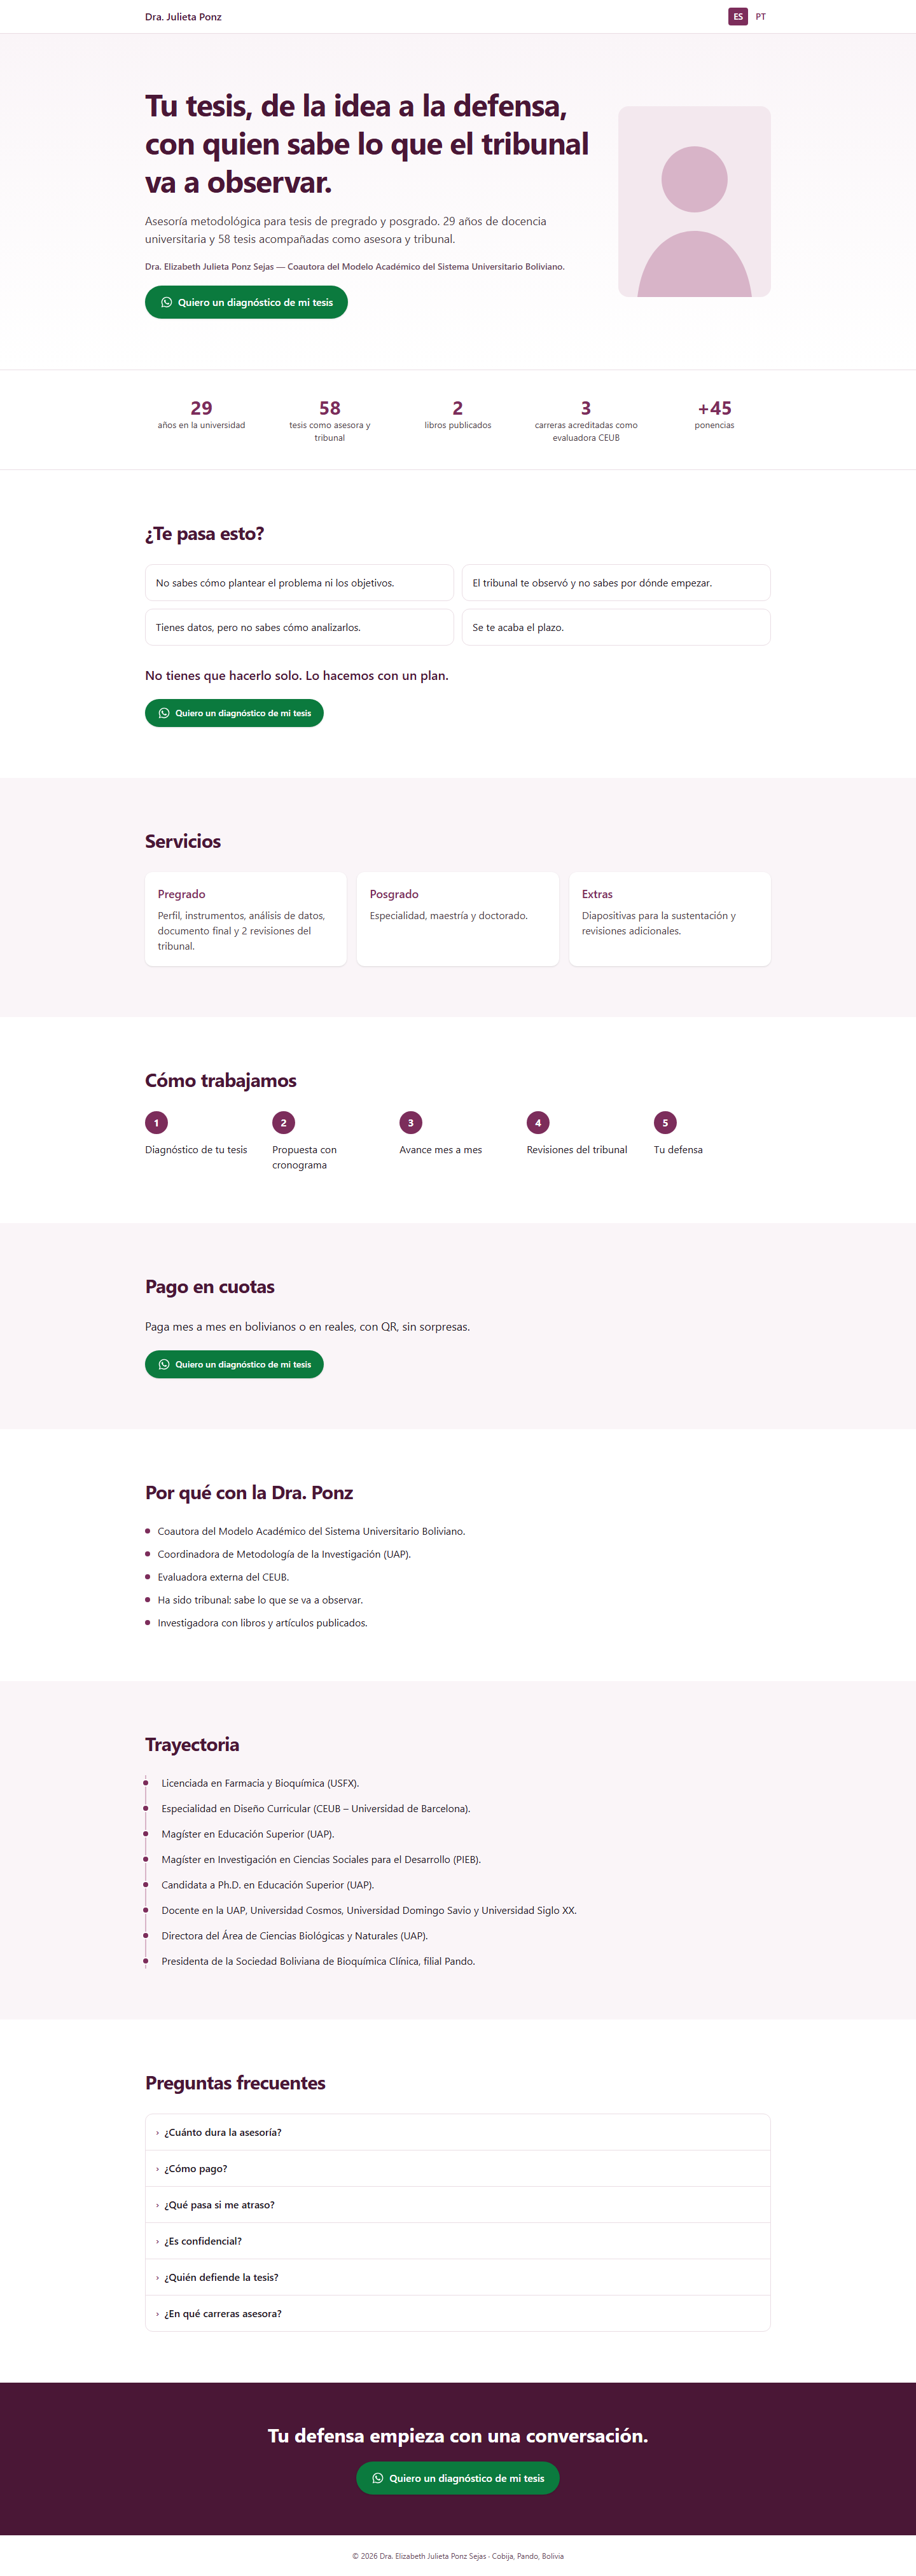 Dra. Julieta Ponz
ES PT
Tu tesis, de la idea a la defensa,
con quien sabe lo que el tribunal
va a observar.
Asesoría metodológica para tesis de pregrado y posgrado. 29 años de docencia
universitaria y 58 tesis acompañadas como asesora y tribunal.
Dra. Elizabeth Julieta Ponz Sejas — Coautora del Modelo Académico del Sistema Universitario Boliviano.
Quiero un diagnóstico de mi tesis
29
años en la universidad
58
tesis como asesora y
tribunal
2
libros publicados
3
carreras acreditadas como
evaluadora CEUB
+45
ponencias
¿Te pasa esto?
No sabes cómo plantear el problema ni los objetivos.
El tribunal te observó y no sabes por dónde empezar.
Tienes datos, pero no sabes cómo analizarlos.
Se te acaba el plazo.
No tienes que hacerlo solo. Lo hacemos con un plan.
Quiero un diagnóstico de mi tesis
Servicios
Pregrado
Perfil, instrumentos, análisis de datos,
documento final y 2 revisiones del
tribunal.
Posgrado
Especialidad, maestría y doctorado.
Extras
Diapositivas para la sustentación y
revisiones adicionales.
Cómo trabajamos
1
Diagnóstico de tu tesis
2
Propuesta con
cronograma
3
Avance mes a mes
4
Revisiones del tribunal
5
Tu defensa
Pago en cuotas
Paga mes a mes en bolivianos o en reales, con QR, sin sorpresas.
Quiero un diagnóstico de mi tesis
Por qué con la Dra. Ponz
Coautora del Modelo Académico del Sistema Universitario Boliviano.
Coordinadora de Metodología de la Investigación (UAP).
Evaluadora externa del CEUB.
Ha sido tribunal: sabe lo que se va a observar.
Investigadora con libros y artículos publicados.
Trayectoria
Licenciada en Farmacia y Bioquímica (USFX).
Especialidad en Diseño Curricular (CEUB – Universidad de Barcelona).
Magíster en Educación Superior (UAP).
Magíster en Investigación en Ciencias Sociales para el Desarrollo (PIEB).
Candidata a Ph.D. en Educación Superior (UAP).
Docente en la UAP, Universidad Cosmos, Universidad Domingo Savio y Universidad Siglo XX.
Directora del Área de Ciencias Biológicas y Naturales (UAP).
Presidenta de la Sociedad Boliviana de Bioquímica Clínica, filial Pando.
Preguntas frecuentes
› ¿Cuánto dura la asesoría?
› ¿Cómo pago?
› ¿Qué pasa si me atraso?
› ¿Es confidencial?
› ¿Quién defiende la tesis?
› ¿En qué carreras asesora?
Tu defensa empieza con una conversación.
Quiero un diagnóstico de mi tesis
© 2026 Dra. Elizabeth Julieta Ponz Sejas · Cobija, Pando, Bolivia